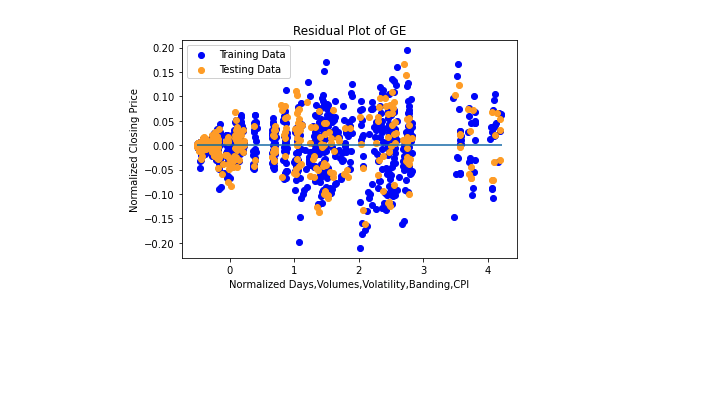 Residual Plot of GE
Training Data
Testing Data
Normalized Closing Price
0.20
0.15
0.10
0.05
0.00
−0.05
−0.10
−0.15
−0.20
0 1 2 3 4
Normalized Days,Volumes,Volatility,Banding,CPI